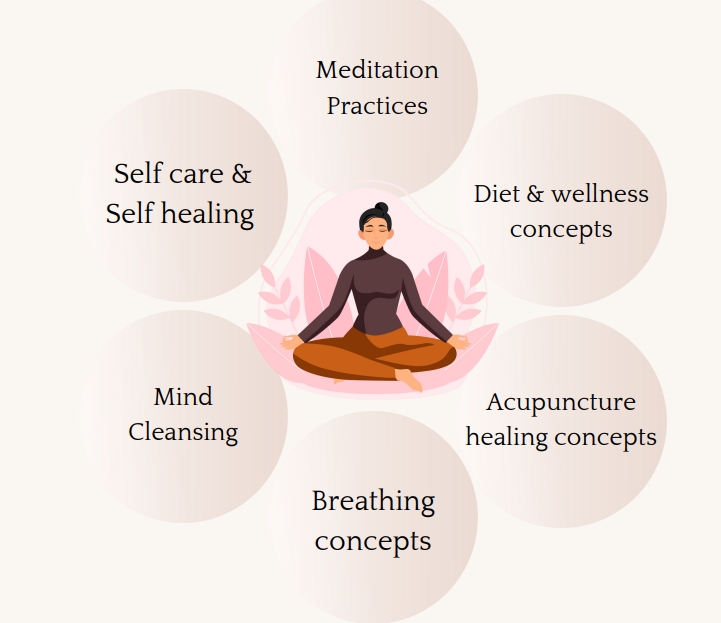 Meditation
Practices
Self care &
Self healing
Diet & wellness
concepts
Mind
Cleansing
Acupuncture
healing concepts
Breathing
concepts